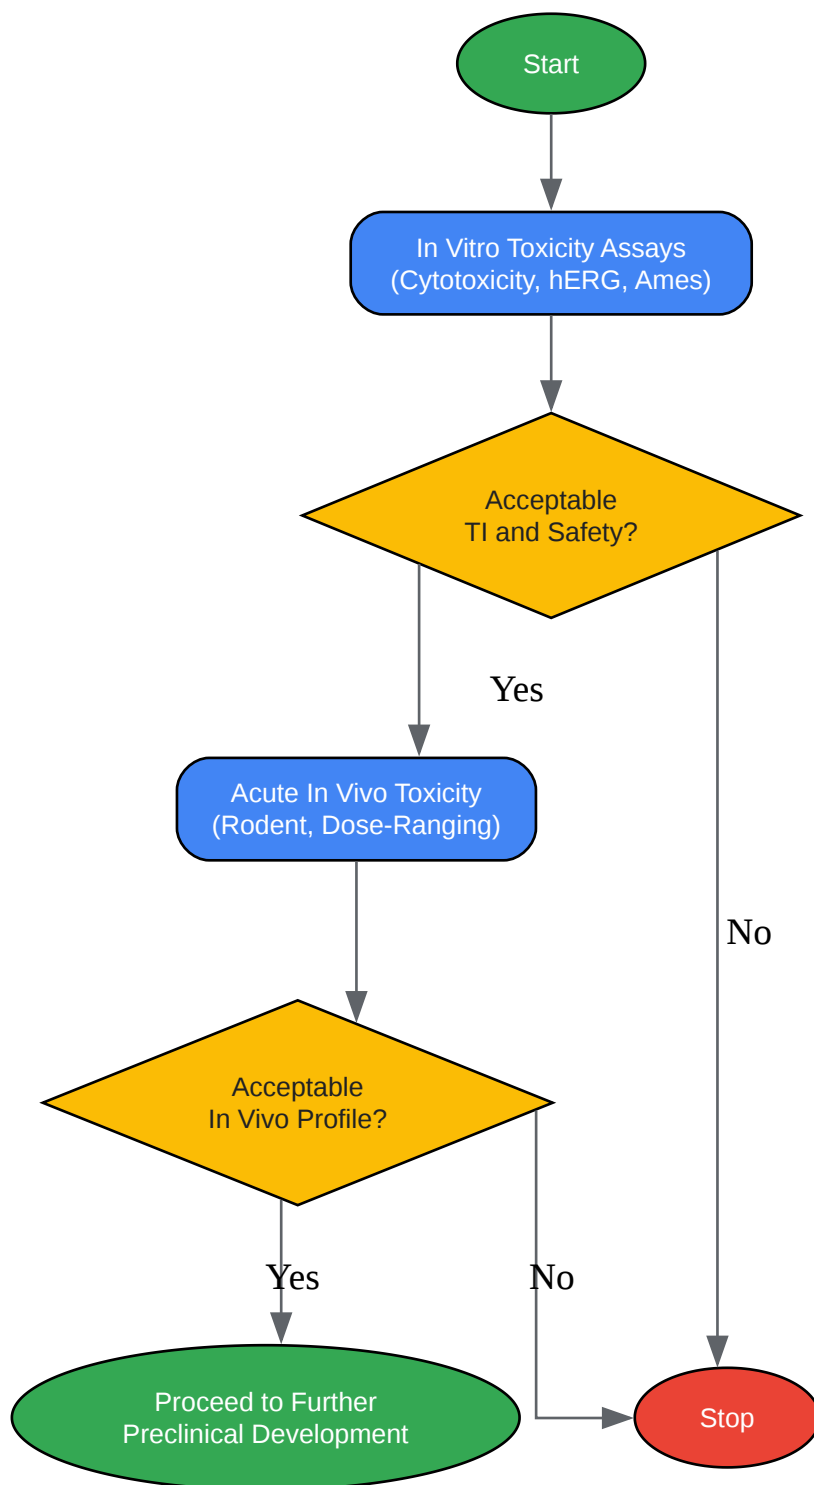 Start
In Vitro Toxicity Assays
(Cytotoxicity, hERG, Ames)
Acceptable
TI and Safety?
Yes
Acute In Vivo Toxicity
(Rodent, Dose-Ranging)
No
Acceptable
In Vivo Profile?
Yes
No
Proceed to Further
Preclinical Development
Stop